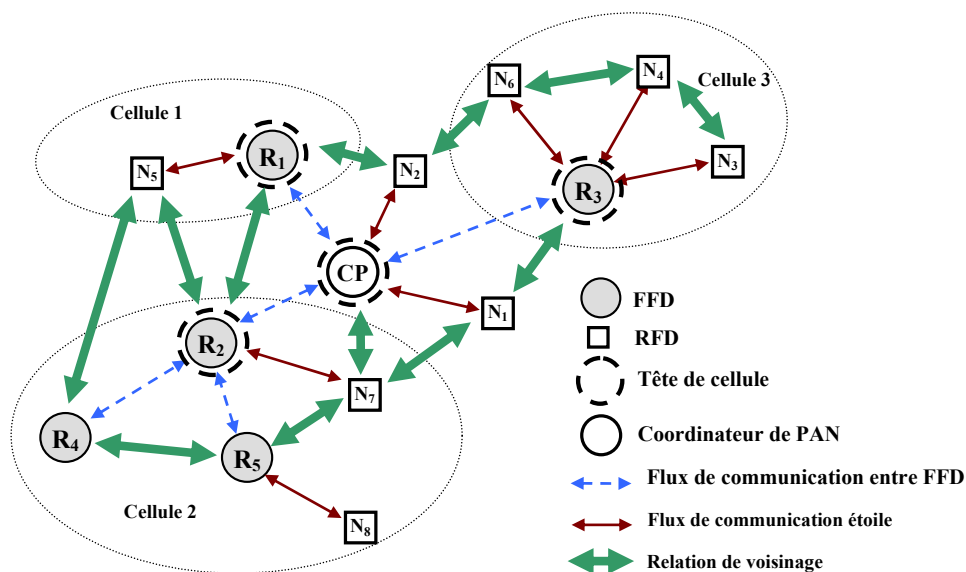 N₆
N₄
Cellule 3
Cellule 1
R₁
N₅
N₂
N₃
R₃
CP
N₁
FFD
RFD
R₂
Tête de cellule
N₇
R₄
R₅
Coordinateur de PAN
Flux de communication entre FFD
Cellule 2
N₈
Flux de communication étoile
Relation de voisinage